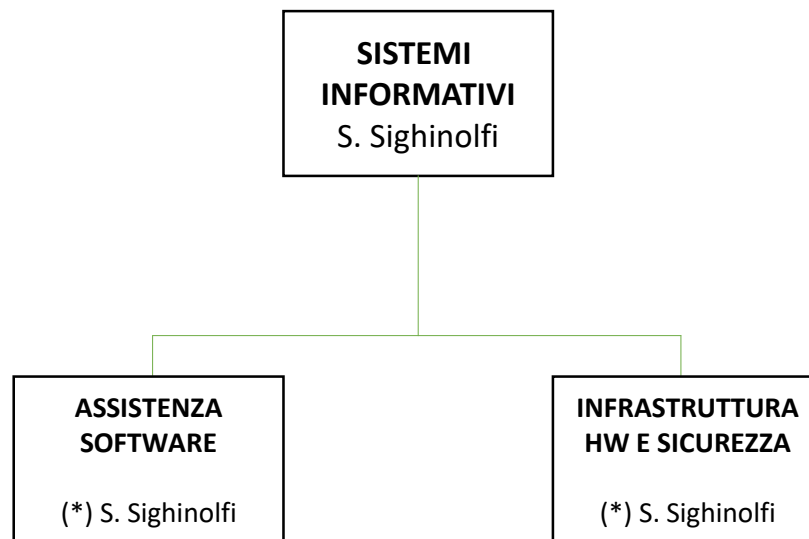 SISTEMI
INFORMATIVI
S. Sighinolfi
ASSISTENZA
SOFTWARE
(*) S. Sighinolfi
INFRASTRUTTURA
HW E SICUREZZA
(*) S. Sighinolfi